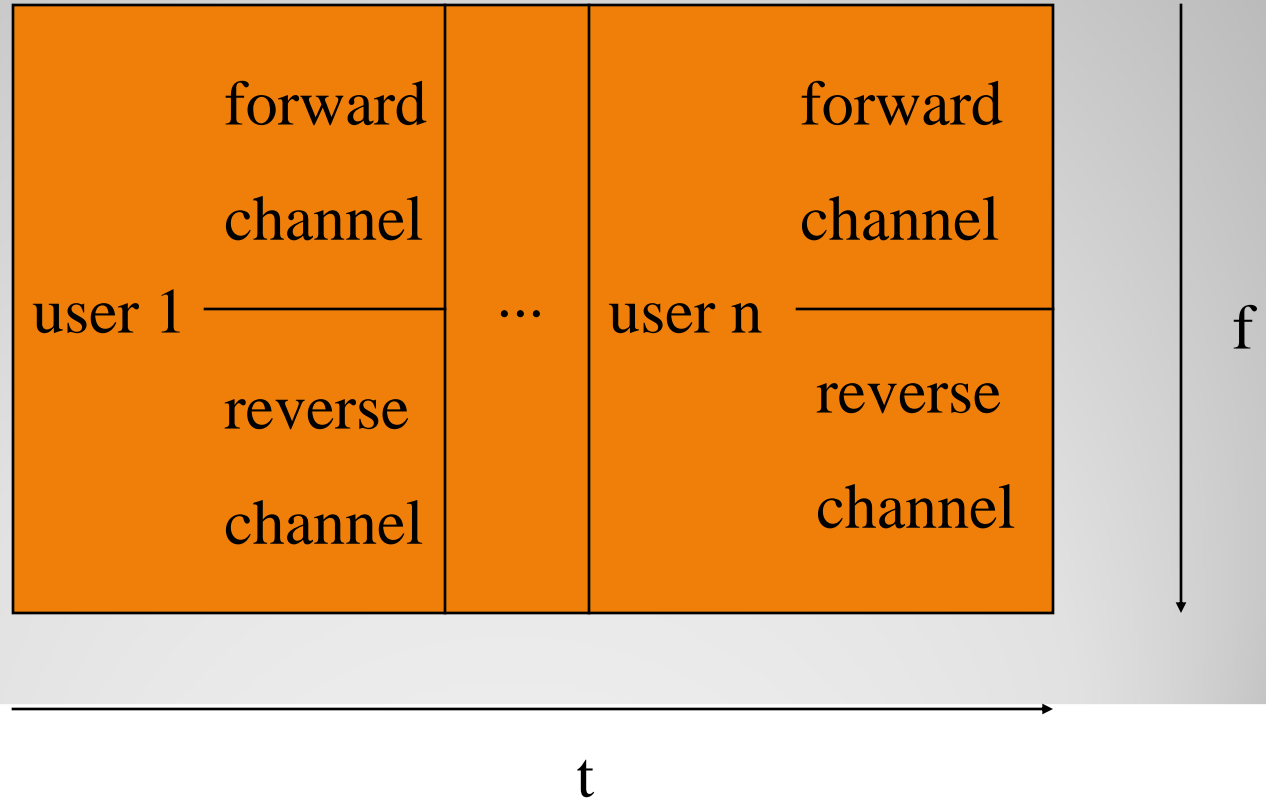 user 1
forward
channel
reverse
channel
...
user n
forward
channel
reverse
channel
f
t